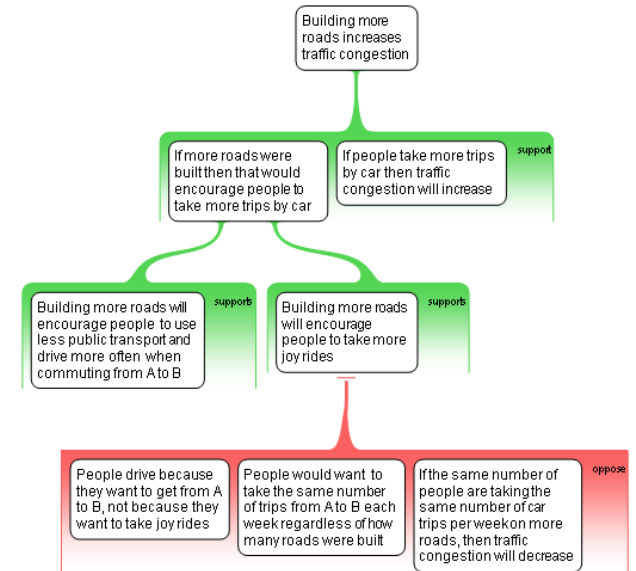 Building more
roads increases
traffic congestion
If more roads were
built then that would
encourage people to
take more trips by car
If people take more trips
by car then traffic
congestion will increase
support
Building more roads will
encourage people to use
less public transport and
drive more often when
commuting from A to B
supports
Building more roads
will encourage
people to take more
joy rides
supports
People drive because
they want to get from A
to B, not because they
want to take joy rides
People would want to
take the same number
of trips from A to B each
week regardless of how
many roads were built
If the same number of
people are taking the
same number of car
trips per week on more
roads, then traffic
congestion will decrease
oppose